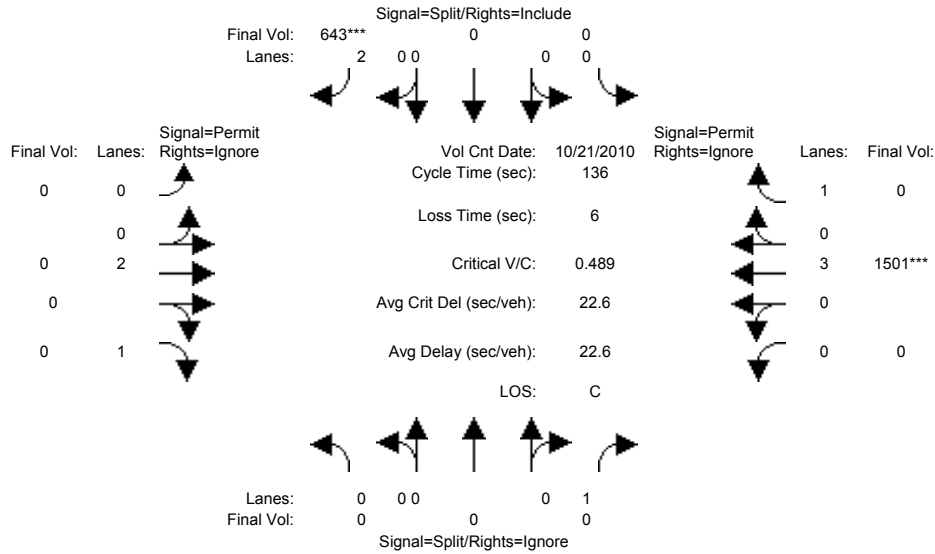 Signal=Split/Rights=Include
Final Vol: 643*** 0 0
Lanes: 2 0 0 0 0
Signal=Permit
Final Vol: Lanes: Rights=Ignore
Vol Cnt Date: 10/21/2010
Signal=Permit
Rights=Ignore Lanes: Final Vol:
Cycle Time (sec): 136
0 0
1 0
Loss Time (sec): 6
0
0
0 2
Critical V/C: 0.489
3 1501***
0
Avg Crit Del (sec/veh): 22.6
0
0 1
Avg Delay (sec/veh): 22.6
0 0
LOS: C
Lanes: 0 0 0 0 1
Final Vol: 0 0 0
Signal=Split/Rights=Ignore